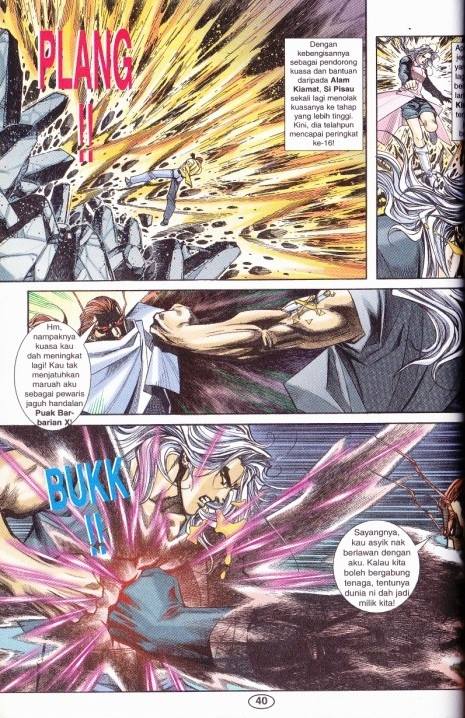 PLANG
!!
Dengan
kebengisannya
sebagai pendorong
kuasa dan bantuan
daripada Alam
Kiamat, Si Pisau
sekali lagi menolak
kuasanya ke tahap
yang lebih tinggi.
Kini, dia telahpun
mencapai peringkat
ke-16!
Hm,
nampaknya
kuasa kau
dah meningkat
lagi! Kau tak
menjatuhkan
maruah aku
sebagai pewaris
jaguh handalan
Puak Bar-
barian X!
BUKK
!!
Sayangnya,
kau asyik nak
berlawan dengan
aku. Kalau kita
boleh bergabung
tenaga, tentunya
dunia ni dah jadi
milik kita!
40